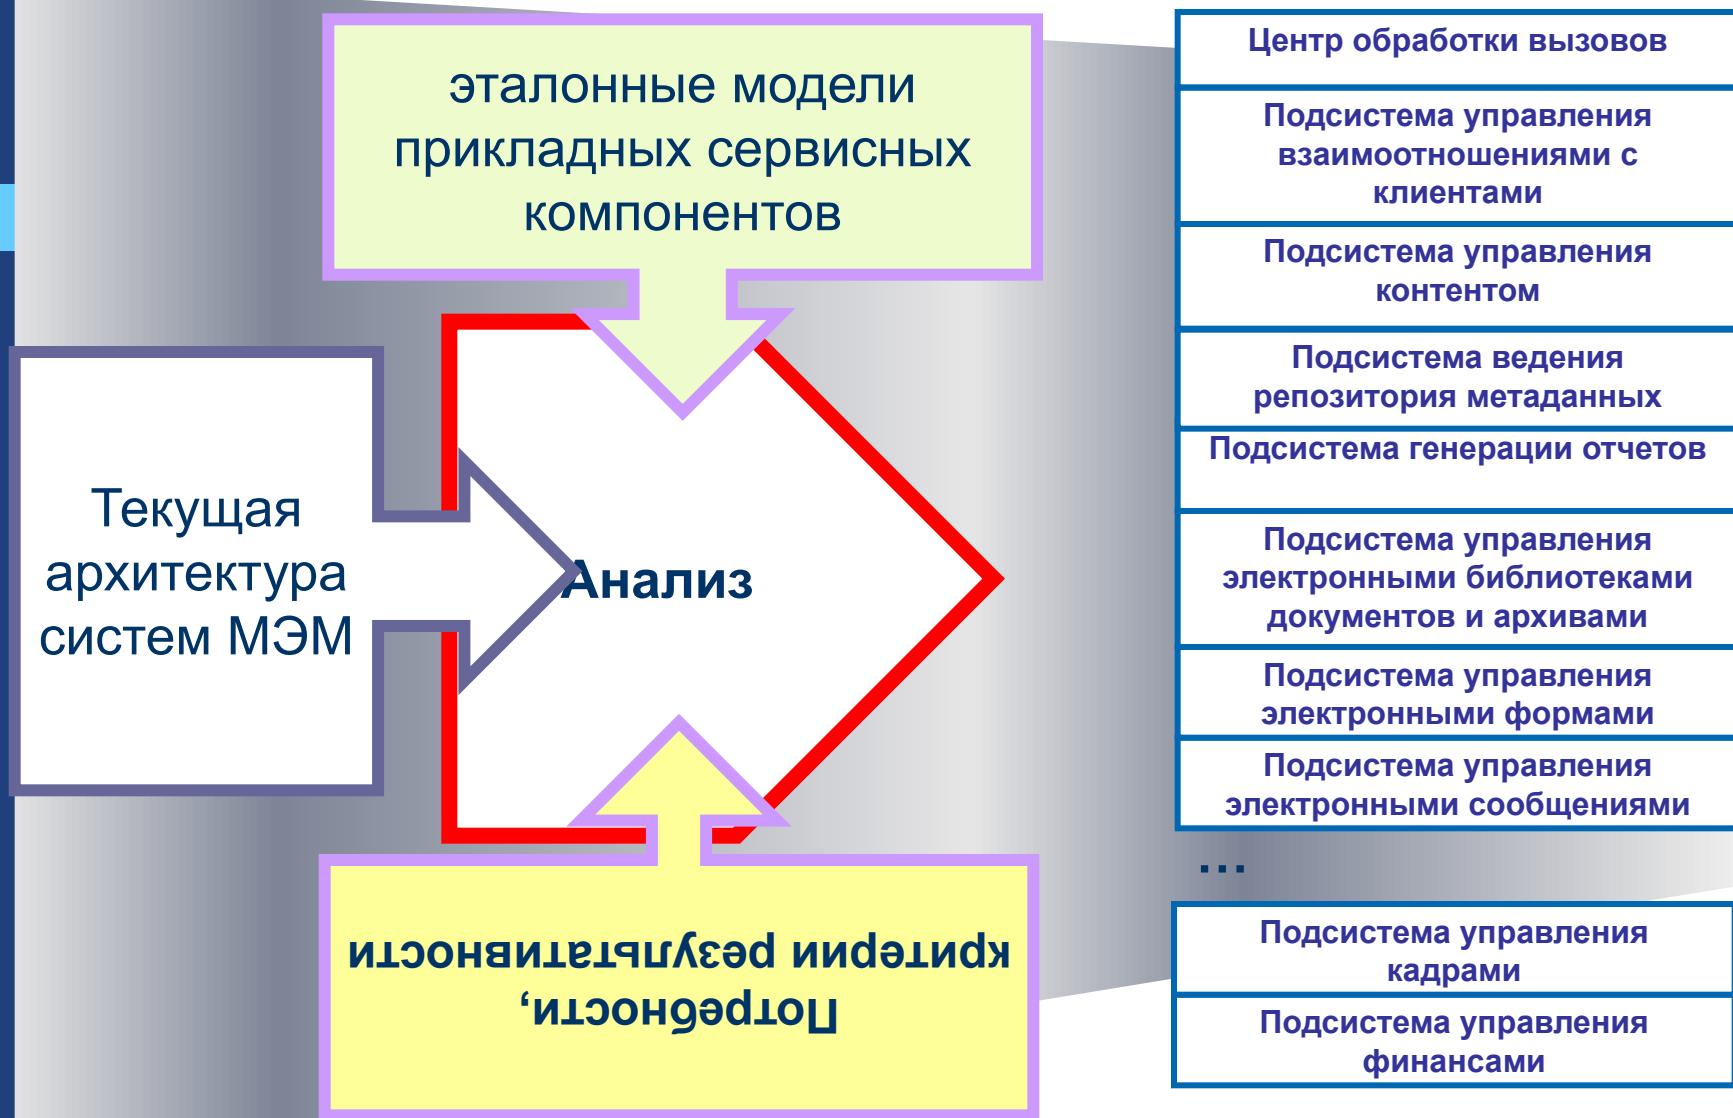 эталонные модели
прикладных сервисных
компонентов
Текущая
архитектура
систем МЭМ
Анализ
Потребности,
критерии результативности
Центр обработки вызовов
Подсистема управления
взаимоотношениями с
клиентами
Подсистема управления
контентом
Подсистема ведения
репозитория метаданных
Подсистема генерации отчетов
Подсистема управления
электронными библиотеками
документов и архивами
Подсистема управления
электронными формами
Подсистема управления
электронными сообщениями
...
Подсистема управления
кадрами
Подсистема управления
финансами